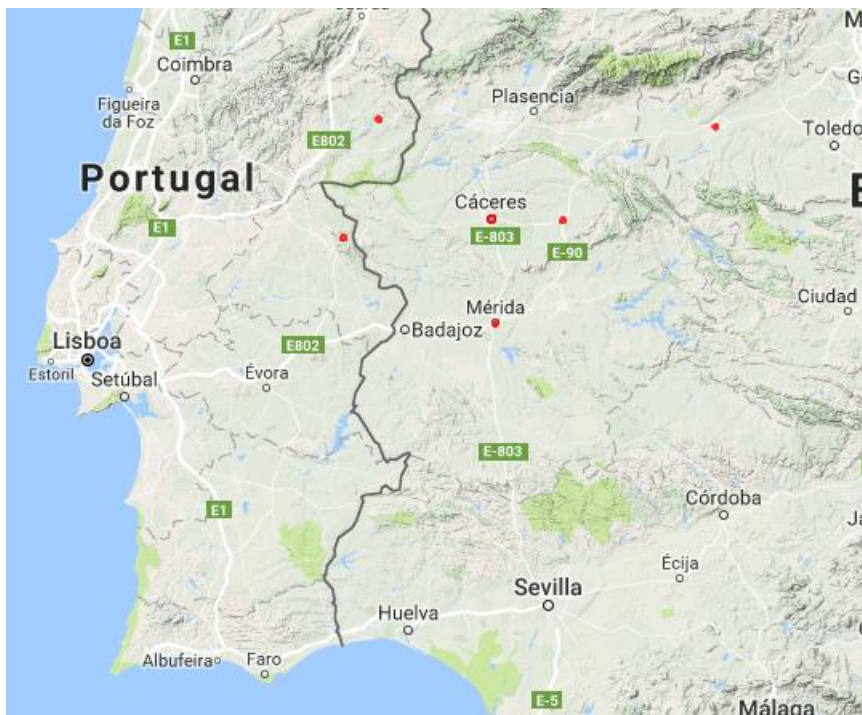 E1
Coimbra
Figueira
da Foz
Plasencia
M
Toledo
E802
Portugal
E
Cáceres
E-803
E1
E-90
Mérida
Ciudad
Badajoz
Lisboa
E802
Estoril
Évora
Setúbal
E-803
Córdoba
E1
Ja
Écija
Sevilla
Huelva
Albufeira
Faro
E-5
Málaga